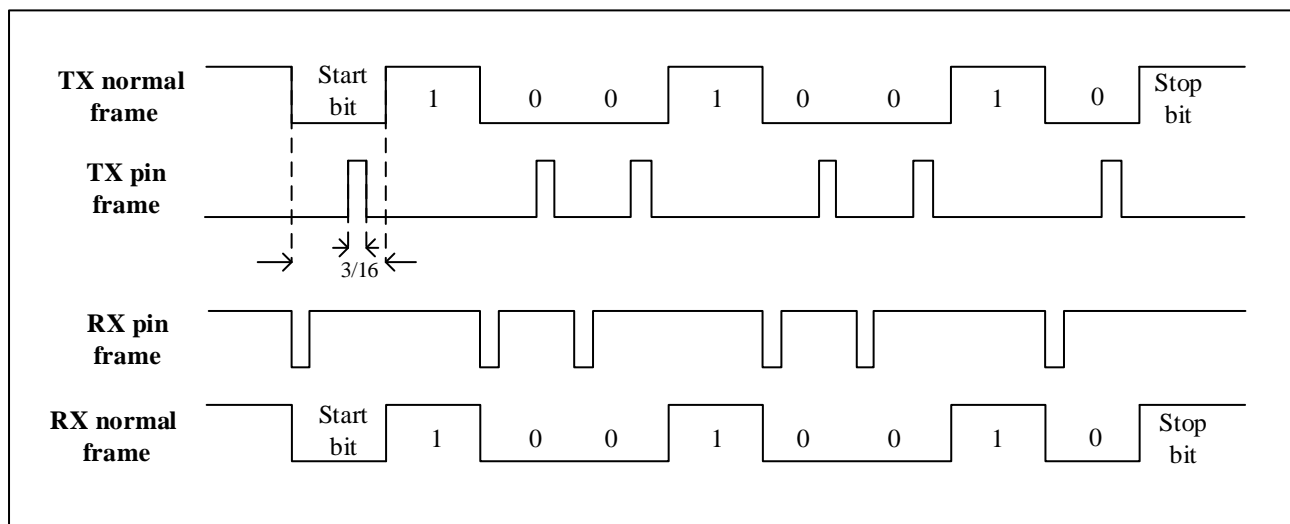 TX normal
frame
Start
bit
1 0 0 1 0 0 1 0
Stop
bit
TX pin
frame
3/16
RX pin
frame
RX normal
frame
Start
bit
1 0 0 1 0 0 1 0
Stop
bit